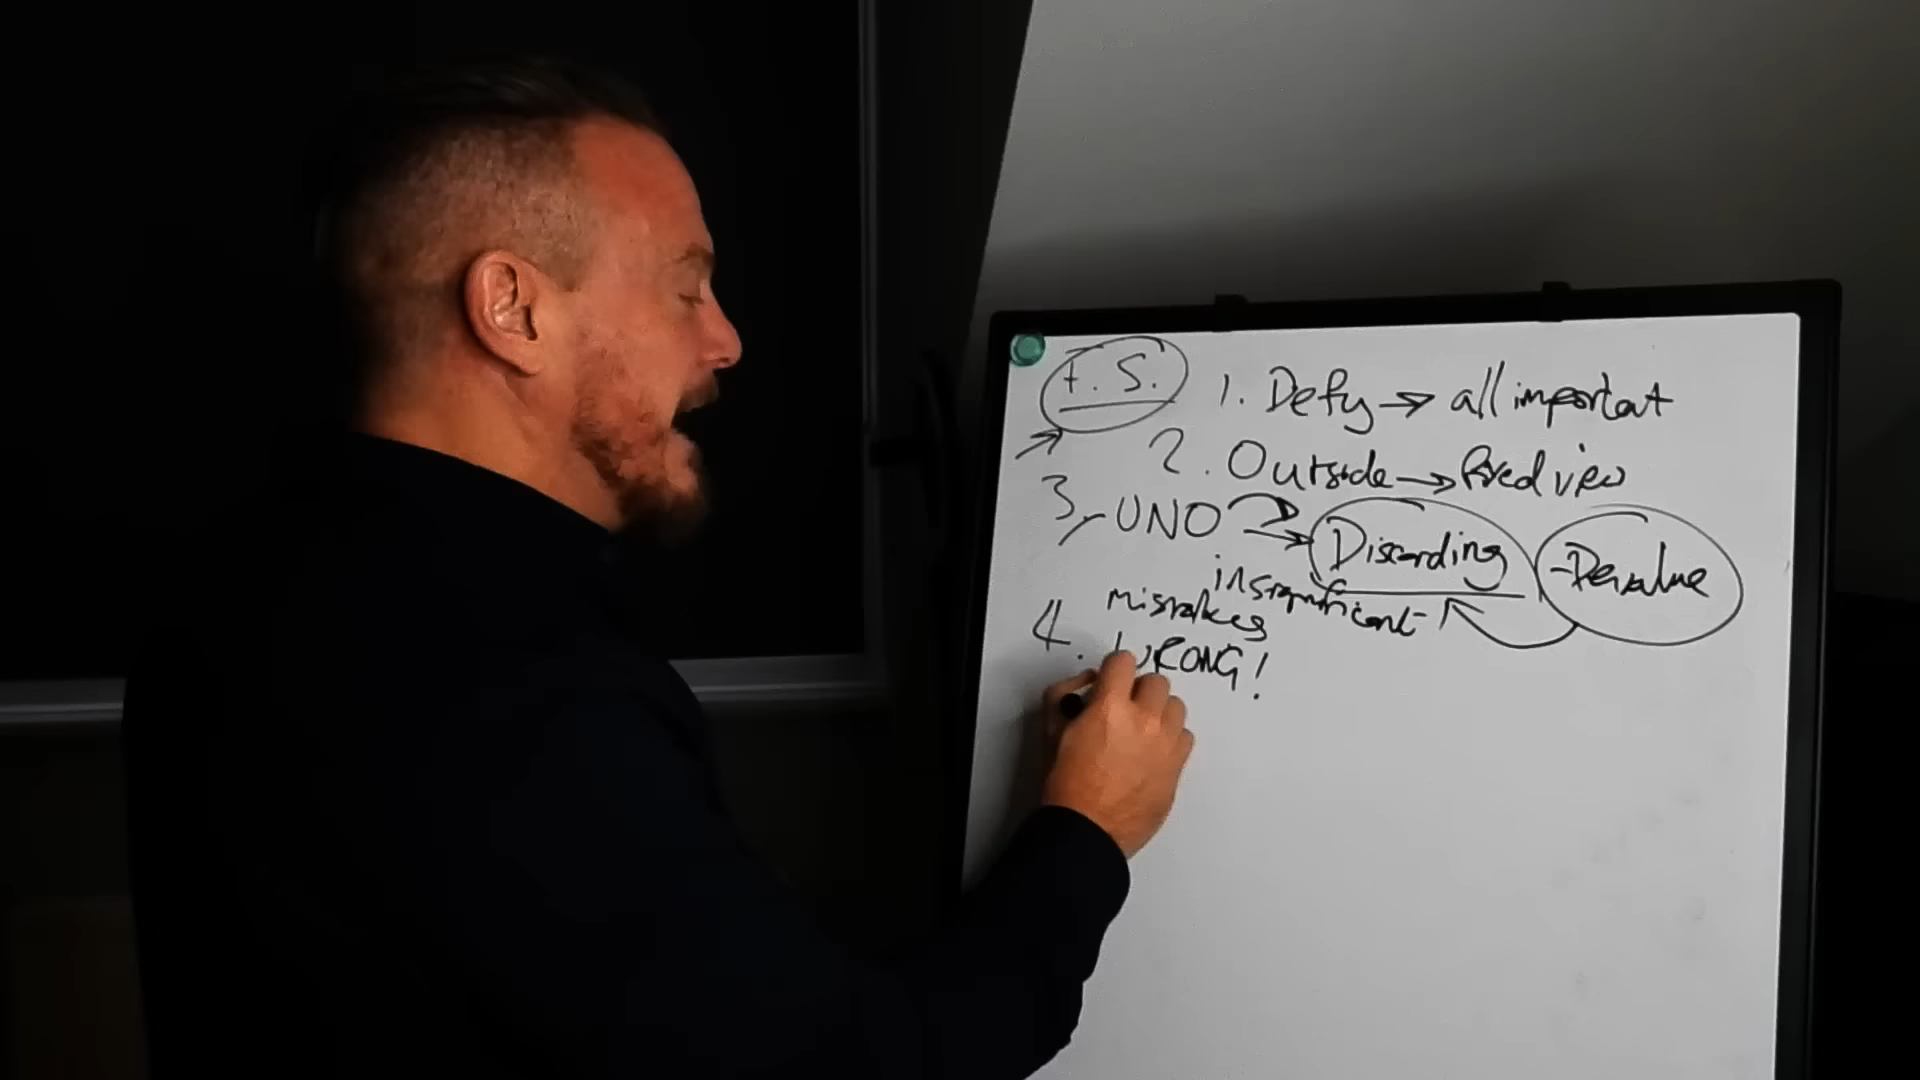 t. S. 1. Defy → all important
2. Outside → fixed view
3. UNO → Discarding - Devalue
insignificant
mistakes
4. WRONG!